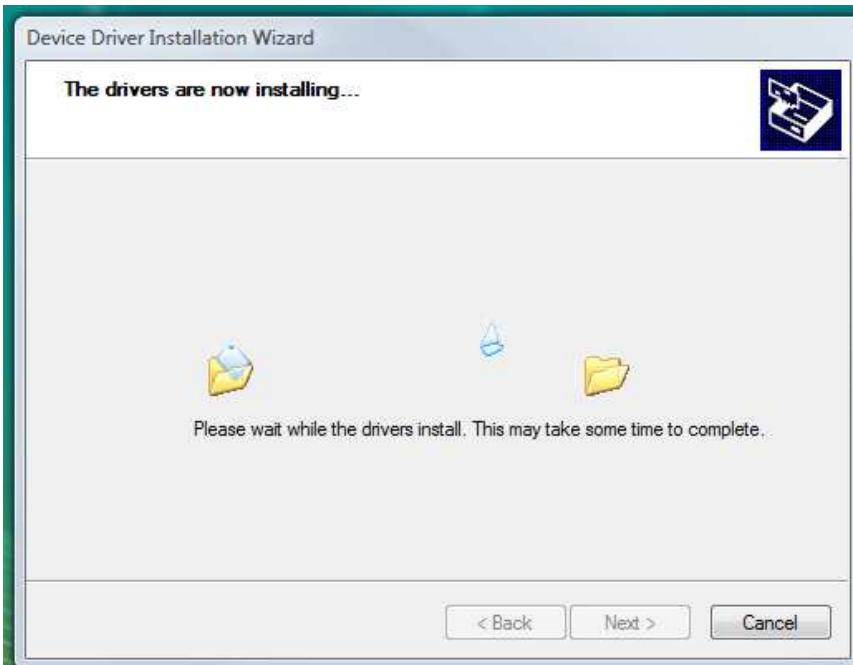 Device Driver Installation Wizard
The drivers are now installing...
Please wait while the drivers install. This may take some time to complete.
< Back
Next >
Cancel